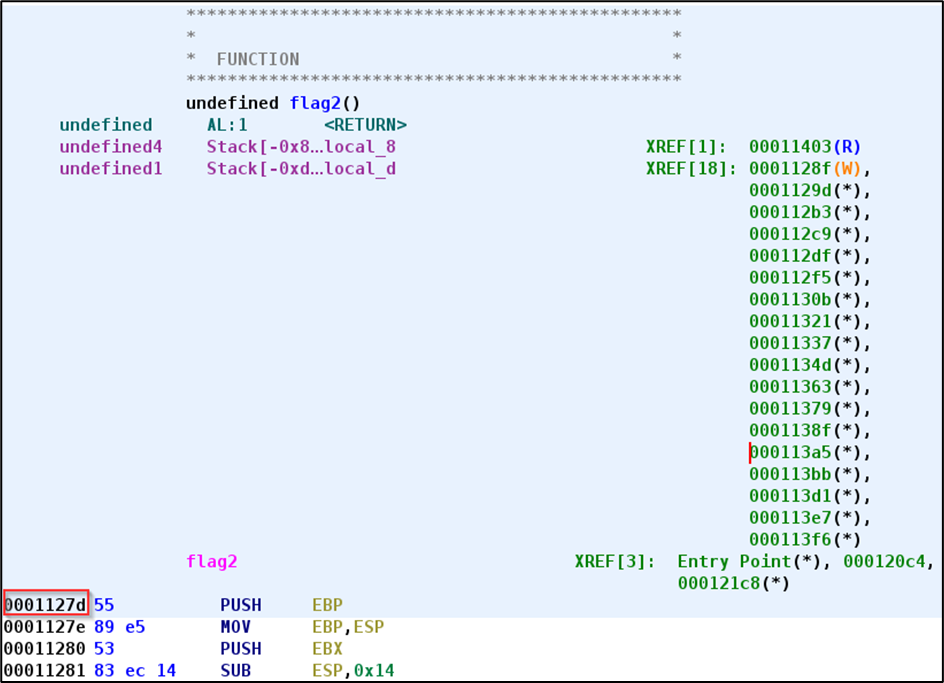 ************************************************
* *
* FUNCTION *
************************************************
undefined flag2()
undefined AL:1 <RETURN>
undefined4 Stack[-0x8...local_8 XREF[1]: 00011403(R)
undefined1 Stack[-0xd...local_d XREF[18]: 0001128f(W),
0001129d(*),
000112b3(*),
000112c9(*),
000112df(*),
000112f5(*),
0001130b(*),
00011321(*),
00011337(*),
0001134d(*),
00011363(*),
00011379(*),
0001138f(*),
000113a5(*),
000113bb(*),
000113d1(*),
000113e7(*),
000113f6(*)
flag2 XREF[3]: Entry Point(*), 000120c4,
000121c8(*)
0001127d 55 PUSH EBP
0001127e 89 e5 MOV EBP,ESP
00011280 53 PUSH EBX
00011281 83 ec 14 SUB ESP,0x14